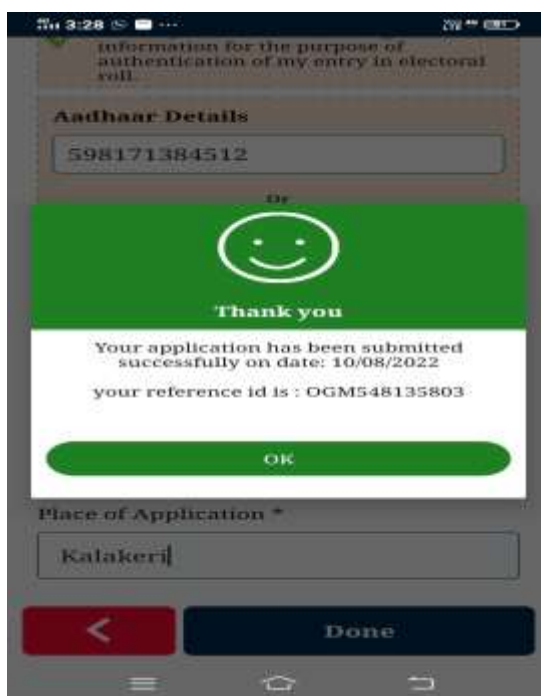 3:28
information for the purpose of
authentication of my entry in electoral
roll.
Aadhaar Details
598171384512
Or
Thank you
Your application has been submitted
successfully on date: 10/08/2022
your reference id is : OGM548135803
OK
Place of Application *
Kalakeri
Done